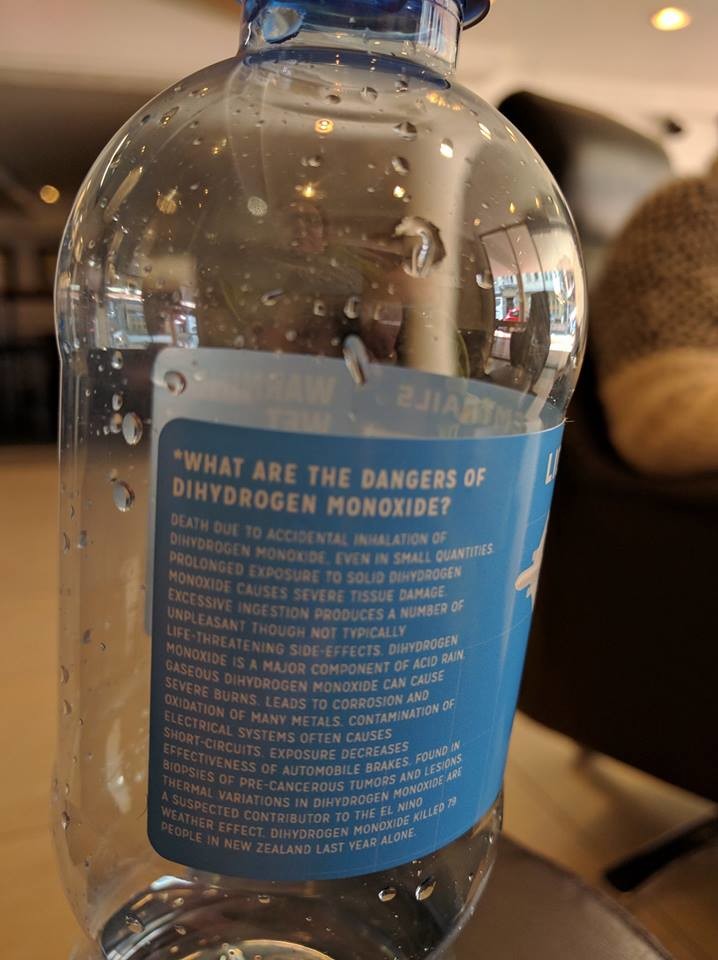 *WHAT ARE THE DANGERS OF
DIHYDROGEN MONOXIDE?
DEATH DUE TO ACCIDENTAL INHALATION OF
DIHYDROGEN MONOXIDE, EVEN IN SMALL QUANTITIES.
PROLONGED EXPOSURE TO SOLID DIHYDROGEN
MONOXIDE CAUSES SEVERE TISSUE DAMAGE.
EXCESSIVE INGESTION PRODUCES A NUMBER OF
UNPLEASANT THOUGH NOT TYPICALLY
LIFE-THREATENING SIDE-EFFECTS. DIHYDROGEN
MONOXIDE IS A MAJOR COMPONENT OF ACID RAIN.
GASEOUS DIHYDROGEN MONOXIDE CAN CAUSE
SEVERE BURNS. LEADS TO CORROSION AND
OXIDATION OF MANY METALS. CONTAMINATION OF
ELECTRICAL SYSTEMS OFTEN CAUSES
SHORT-CIRCUITS. EXPOSURE DECREASES
EFFECTIVENESS OF AUTOMOBILE BRAKES. FOUND IN
BIOPSIES OF PRE-CANCEROUS TUMORS AND LESIONS.
THERMAL VARIATIONS IN DIHYDROGEN MONOXIDE ARE
A SUSPECTED CONTRIBUTOR TO THE EL NINO
WEATHER EFFECT. DIHYDROGEN MONOXIDE KILLED 79
PEOPLE IN NEW ZEALAND LAST YEAR ALONE.